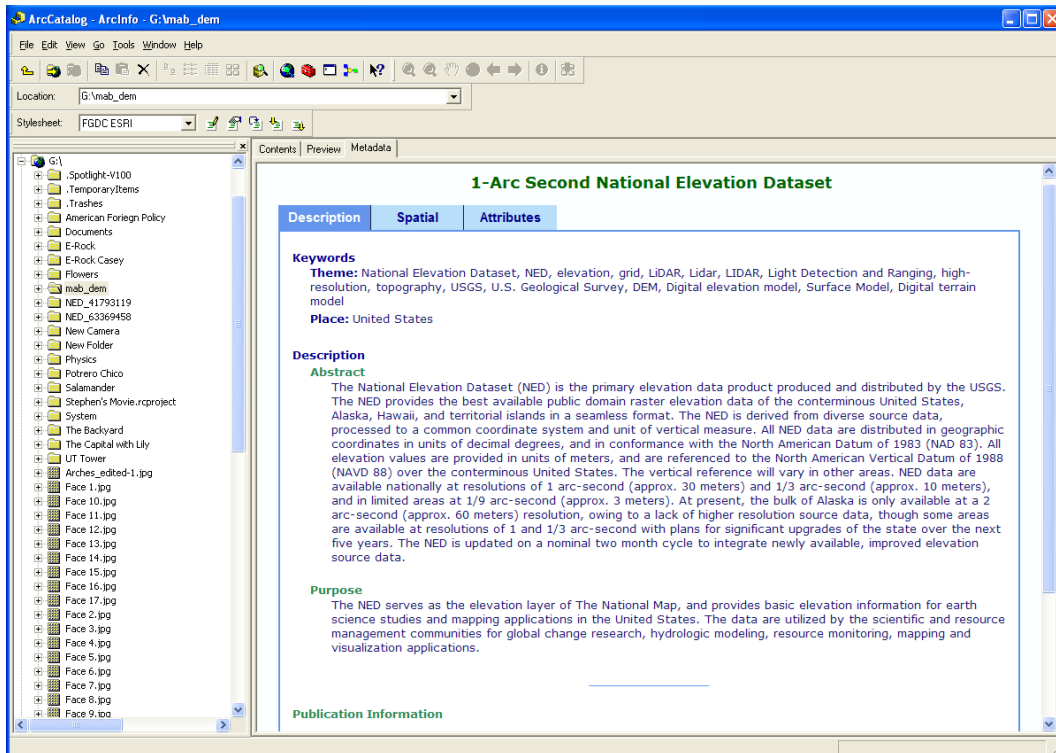 ArcCatalog - ArcInfo - G:\mab_dem
File Edit View Go Tools Window Help
Location: G:\mab_dem
Stylesheet: FGDC ESRI
Contents Preview Metadata
G:\
.Spotlight-V100
.TemporaryItems
.Trashes
American Foriegn Policy
Documents
E-Rock
E-Rock Casey
Flowers
mab_dem
NED_41793119
NED_63369458
New Camera
New Folder
Physics
Potrero Chico
Salamander
Stephen's Movie.rcproject
System
The Backyard
The Capital with Lily
UT Tower
Arches_edited-1.jpg
Face 1.jpg
Face 10.jpg
Face 11.jpg
Face 12.jpg
Face 13.jpg
Face 14.jpg
Face 15.jpg
Face 16.jpg
Face 17.jpg
Face 2.jpg
Face 3.jpg
Face 4.jpg
Face 5.jpg
Face 6.jpg
Face 7.jpg
Face 8.jpg
Face 9.jpg
1-Arc Second National Elevation Dataset
Description Spatial Attributes
Keywords
Theme: National Elevation Dataset, NED, elevation, grid, LiDAR, Lidar, LIDAR, Light Detection and Ranging, high-
resolution, topography, USGS, U.S. Geological Survey, DEM, Digital elevation model, Surface Model, Digital terrain
model
Place: United States
Description
Abstract
The National Elevation Dataset (NED) is the primary elevation data product produced and distributed by the USGS.
The NED provides the best available public domain raster elevation data of the conterminous United States,
Alaska, Hawaii, and territorial islands in a seamless format. The NED is derived from diverse source data,
processed to a common coordinate system and unit of vertical measure. All NED data are distributed in geographic
coordinates in units of decimal degrees, and in conformance with the North American Datum of 1983 (NAD 83). All
elevation values are provided in units of meters, and are referenced to the North American Vertical Datum of 1988
(NAVD 88) over the conterminous United States. The vertical reference will vary in other areas. NED data are
available nationally at resolutions of 1 arc-second (approx. 30 meters) and 1/3 arc-second (approx. 10 meters),
and in limited areas at 1/9 arc-second (approx. 3 meters). At present, the bulk of Alaska is only available at a 2
arc-second (approx. 60 meters) resolution, owing to a lack of higher resolution source data, though some areas
are available at resolutions of 1 and 1/3 arc-second with plans for significant upgrades of the state over the next
five years. The NED is updated on a nominal two month cycle to integrate newly available, improved elevation
source data.
Purpose
The NED serves as the elevation layer of The National Map, and provides basic elevation information for earth
science studies and mapping applications in the United States. The data are utilized by the scientific and resource
management communities for global change research, hydrologic modeling, resource monitoring, mapping and
visualization applications.
Publication Information